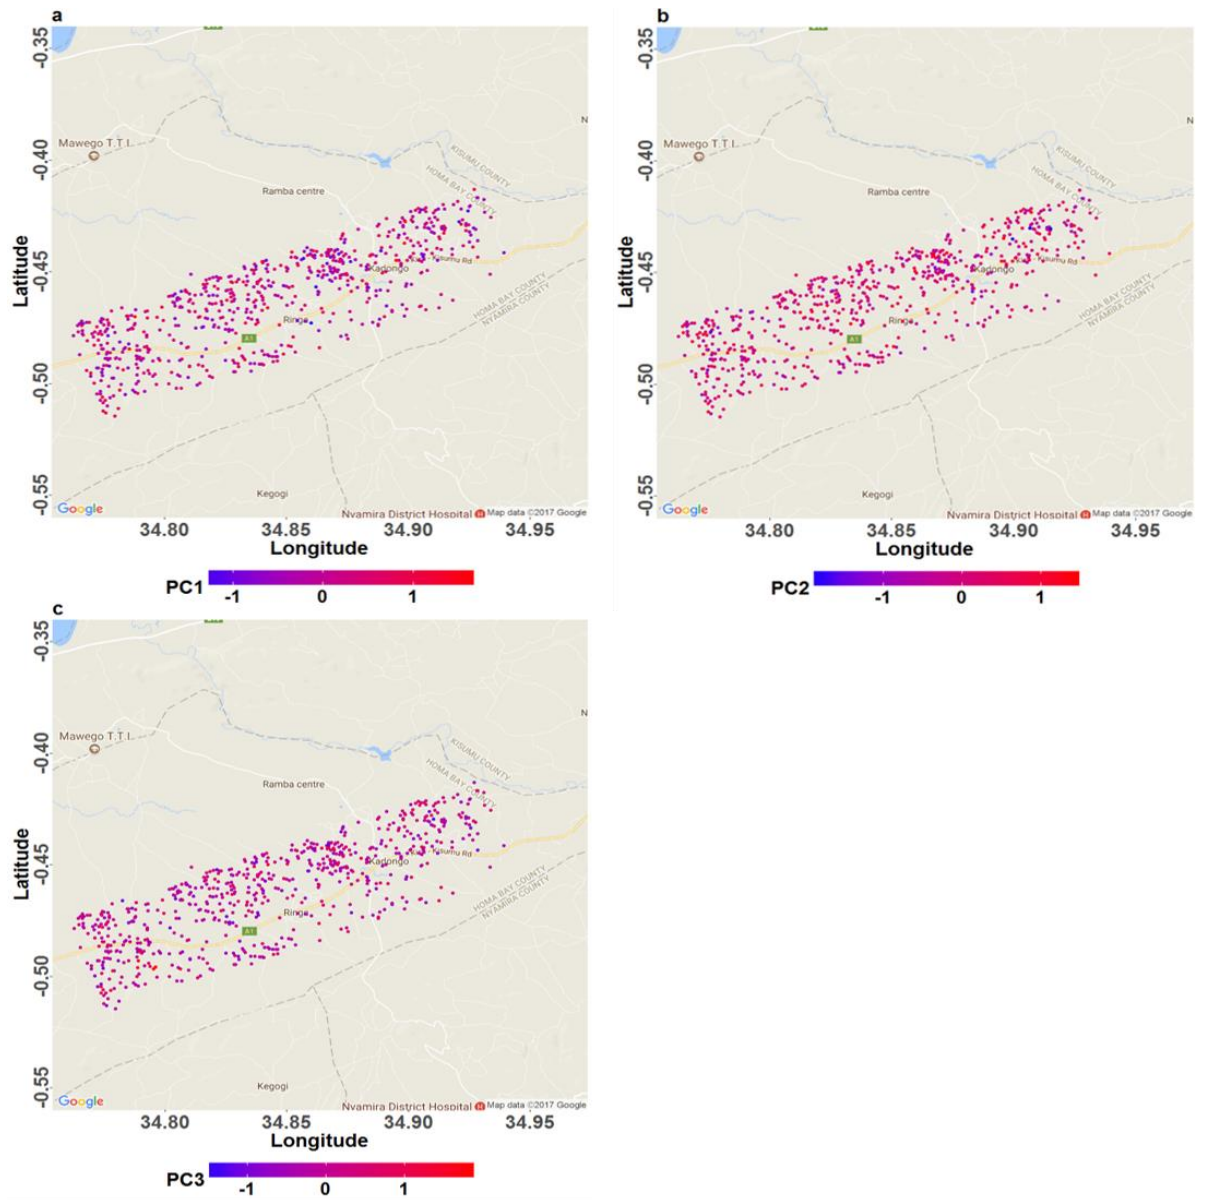 a
-0.35
-0.40
-0.45
-0.50
-0.55
Latitude
Mawego T.T.I.
N
KISUMU COUNTY
HOMA BAY COUNTY
Ramba centre
Kadongo
Kisumu Rd
HOMA BAY COUNTY
NYAMIRA COUNTY
Ringa
A1
Kegogi
Google
Nyamira District Hospital H Map data ©2017 Google
34.80 34.85 34.90 34.95
Longitude
PC1
-1 0 1
b
-0.35
-0.40
-0.45
-0.50
-0.55
Latitude
Mawego T.T.I.
N
KISUMU COUNTY
HOMA BAY COUNTY
Ramba centre
Kadongo
Kisumu Rd
HOMA BAY COUNTY
NYAMIRA COUNTY
Ringa
A1
Kegogi
Google
Nyamira District Hospital H Map data ©2017 Google
34.80 34.85 34.90 34.95
Longitude
PC2
-1 0 1
c
-0.35
-0.40
-0.45
-0.50
-0.55
Latitude
Mawego T.T.I.
N
KISUMU COUNTY
HOMA BAY COUNTY
Ramba centre
Kadongo
Kisumu Rd
HOMA BAY COUNTY
NYAMIRA COUNTY
Ringa
A1
Kegogi
Google
Nyamira District Hospital H Map data ©2017 Google
34.80 34.85 34.90 34.95
Longitude
PC3
-1 0 1